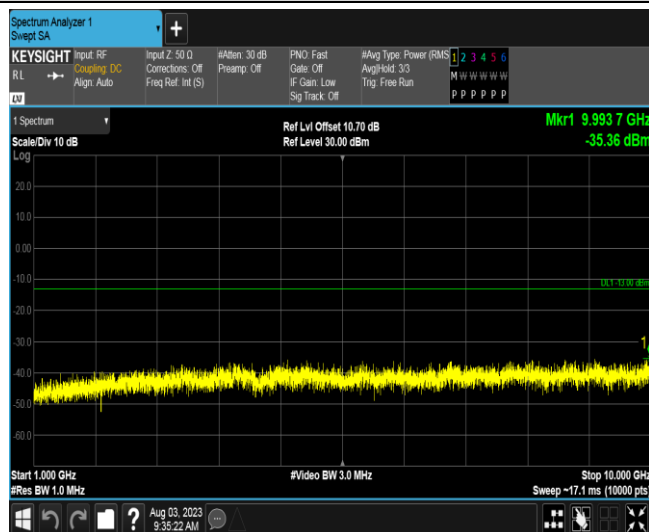 Spectrum Analyzer 1
Swept SA
+
KEYSIGHT Input: RF Input Z: 50 Ω #Atten: 30 dB PNO: Fast #Avg Type: Power (RMS 1 2 3 4 5 6
RL Coupling: DC Corrections: Off Preamp: Off Gate: Off Avg|Hold: 3/3 M W W W W W
Align: Auto Freq Ref: Int (S) IF Gain: Low Trig: Free Run
Sig Track: Off P P P P P P
LXI
1 Spectrum Ref Lvl Offset 10.70 dB Mkr1 9.993 7 GHz
Scale/Div 10 dB Ref Level 30.00 dBm -35.36 dBm
Log
20.0
10.0
0.00
-10.0
DL1 -13.00 dBm
-20.0
-30.0
1
-40.0
-50.0
-60.0
Start 1.000 GHz #Video BW 3.0 MHz Stop 10.000 GHz
#Res BW 1.0 MHz Sweep ~17.1 ms (10000 pts)
? Aug 03, 2023
9:35:22 AM